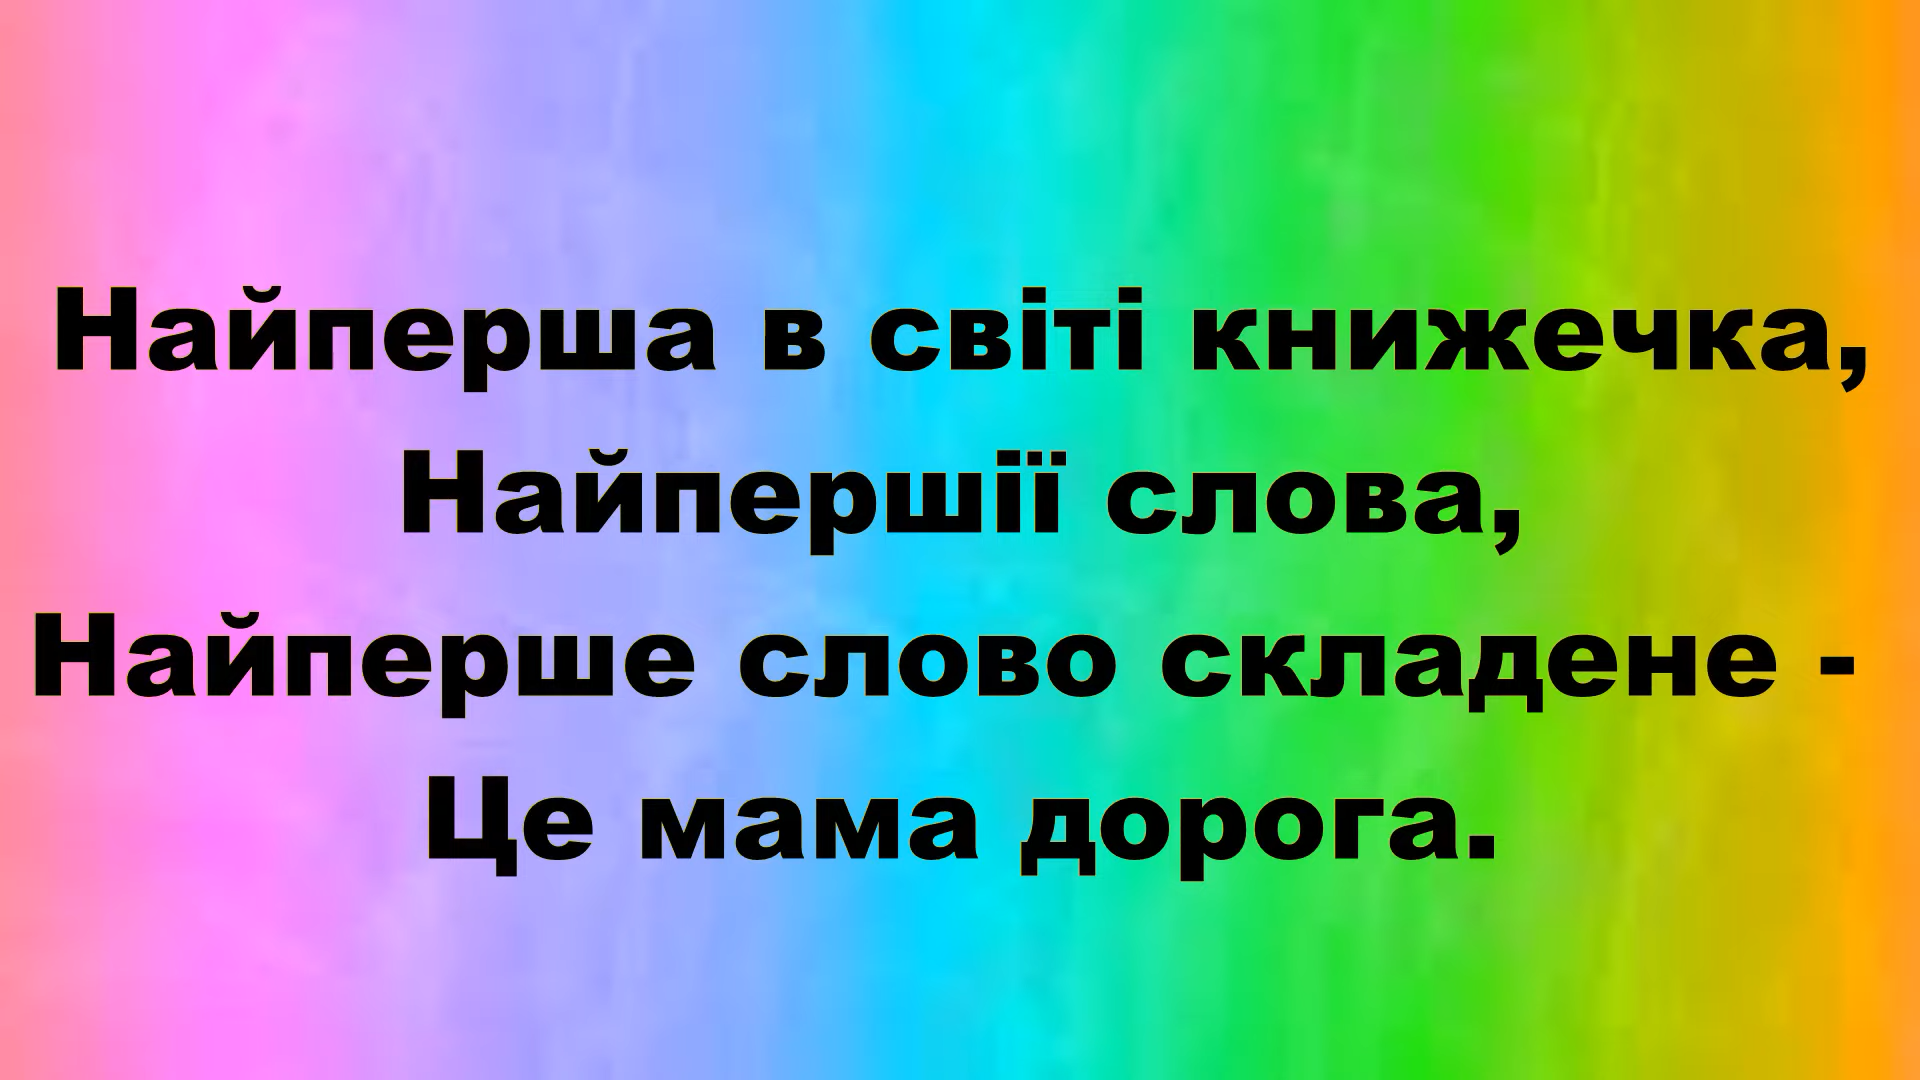 Найперша в світі книжечка,
Найпершії слова,
Найперше слово складене -
Це мама дорога.